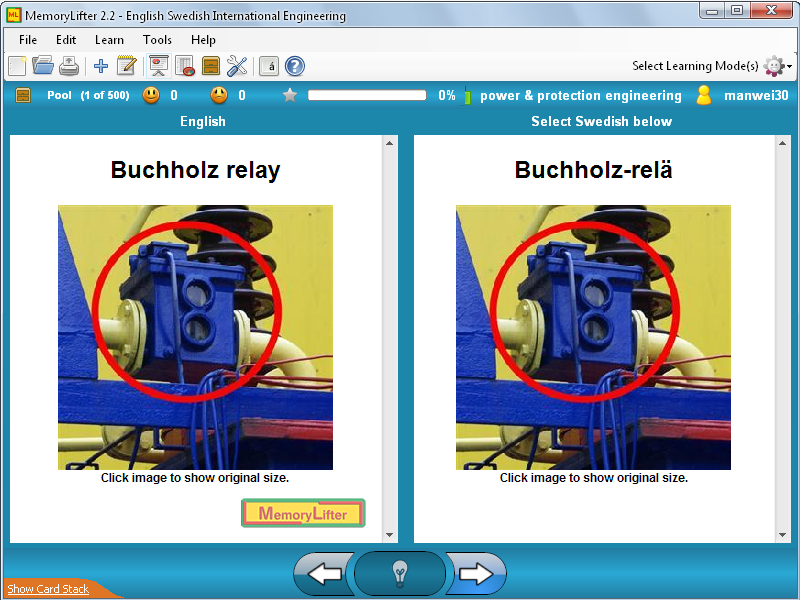 MemoryLifter 2.2 - English Swedish International Engineering
File Edit Learn Tools Help
á
Select Learning Mode(s)
Pool (1 of 500) 0 0 0% power & protection engineering manwei30
English
Select Swedish below
Buchholz relay
Buchholz-relä
Click image to show original size.
Click image to show original size.
MemoryLifter
Show Card Stack